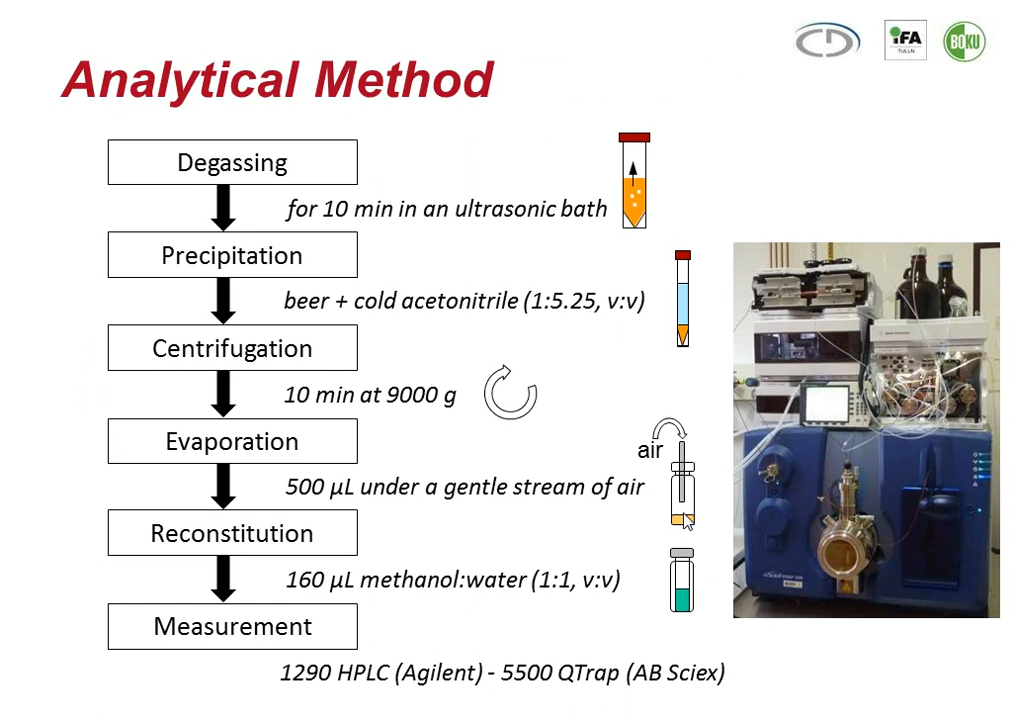 iFA
TULLN
BOKU
Analytical Method
Degassing
for 10 min in an ultrasonic bath
Precipitation
beer + cold acetonitrile (1:5.25, v:v)
Centrifugation
10 min at 9000 g
Evaporation
air
500 µL under a gentle stream of air
Reconstitution
160 µL methanol:water (1:1, v:v)
Measurement
1290 HPLC (Agilent) - 5500 QTrap (AB Sciex)